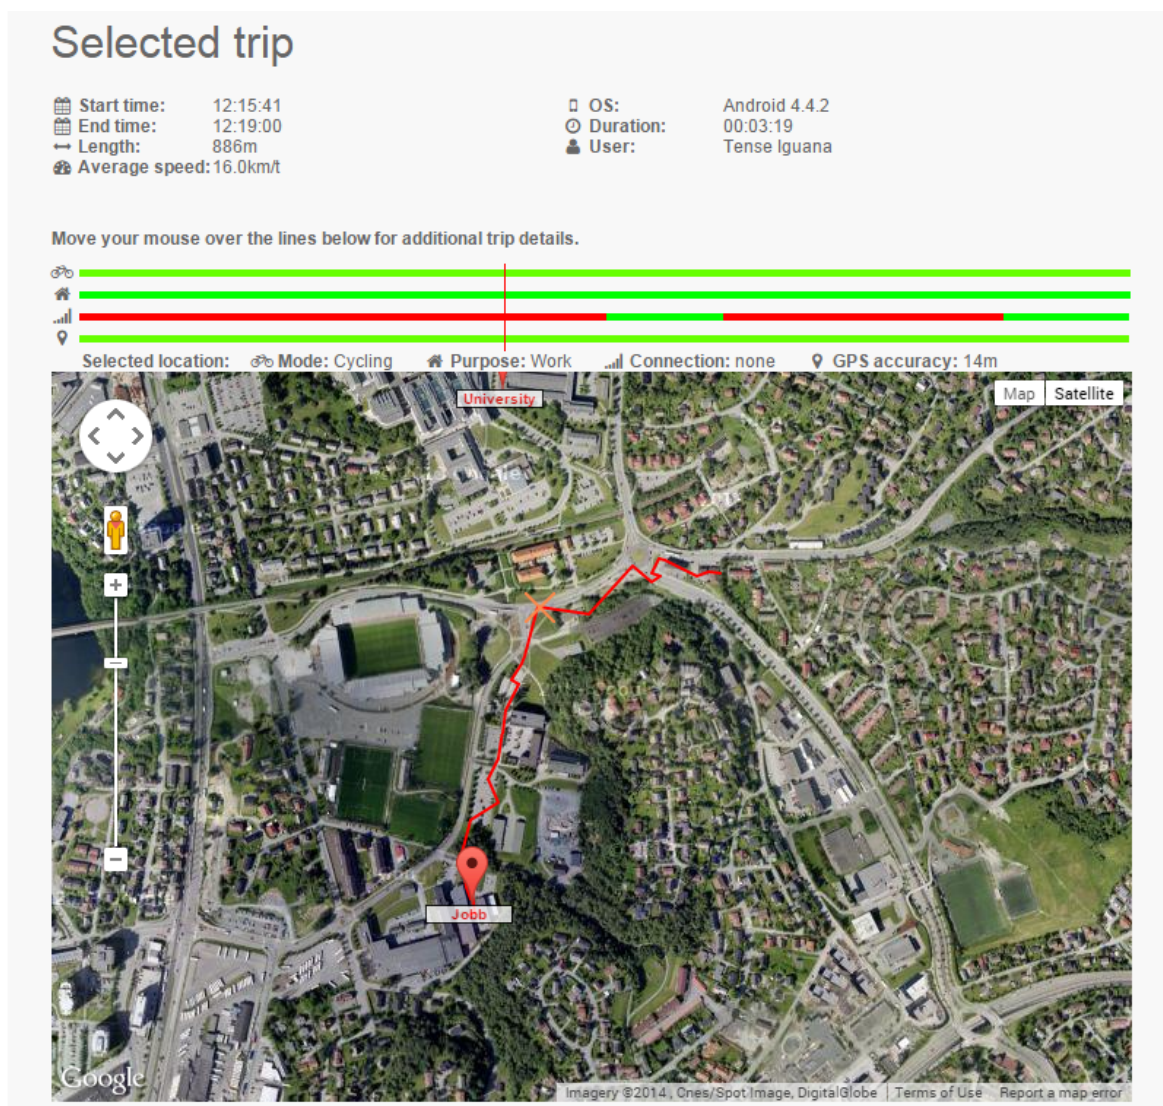 Selected trip
Start time: 12:15:41 OS: Android 4.4.2
End time: 12:19:00 Duration: 00:03:19
Length: 886m User: Tense Iguana
Average speed: 16.0km/t
Move your mouse over the lines below for additional trip details.
Selected location: Mode: Cycling Purpose: Work Connection: none GPS accuracy: 14m
Map Satellite
University
Jobb
Google
Imagery ©2014 , Cnes/Spot Image, DigitalGlobe Terms of Use Report a map error